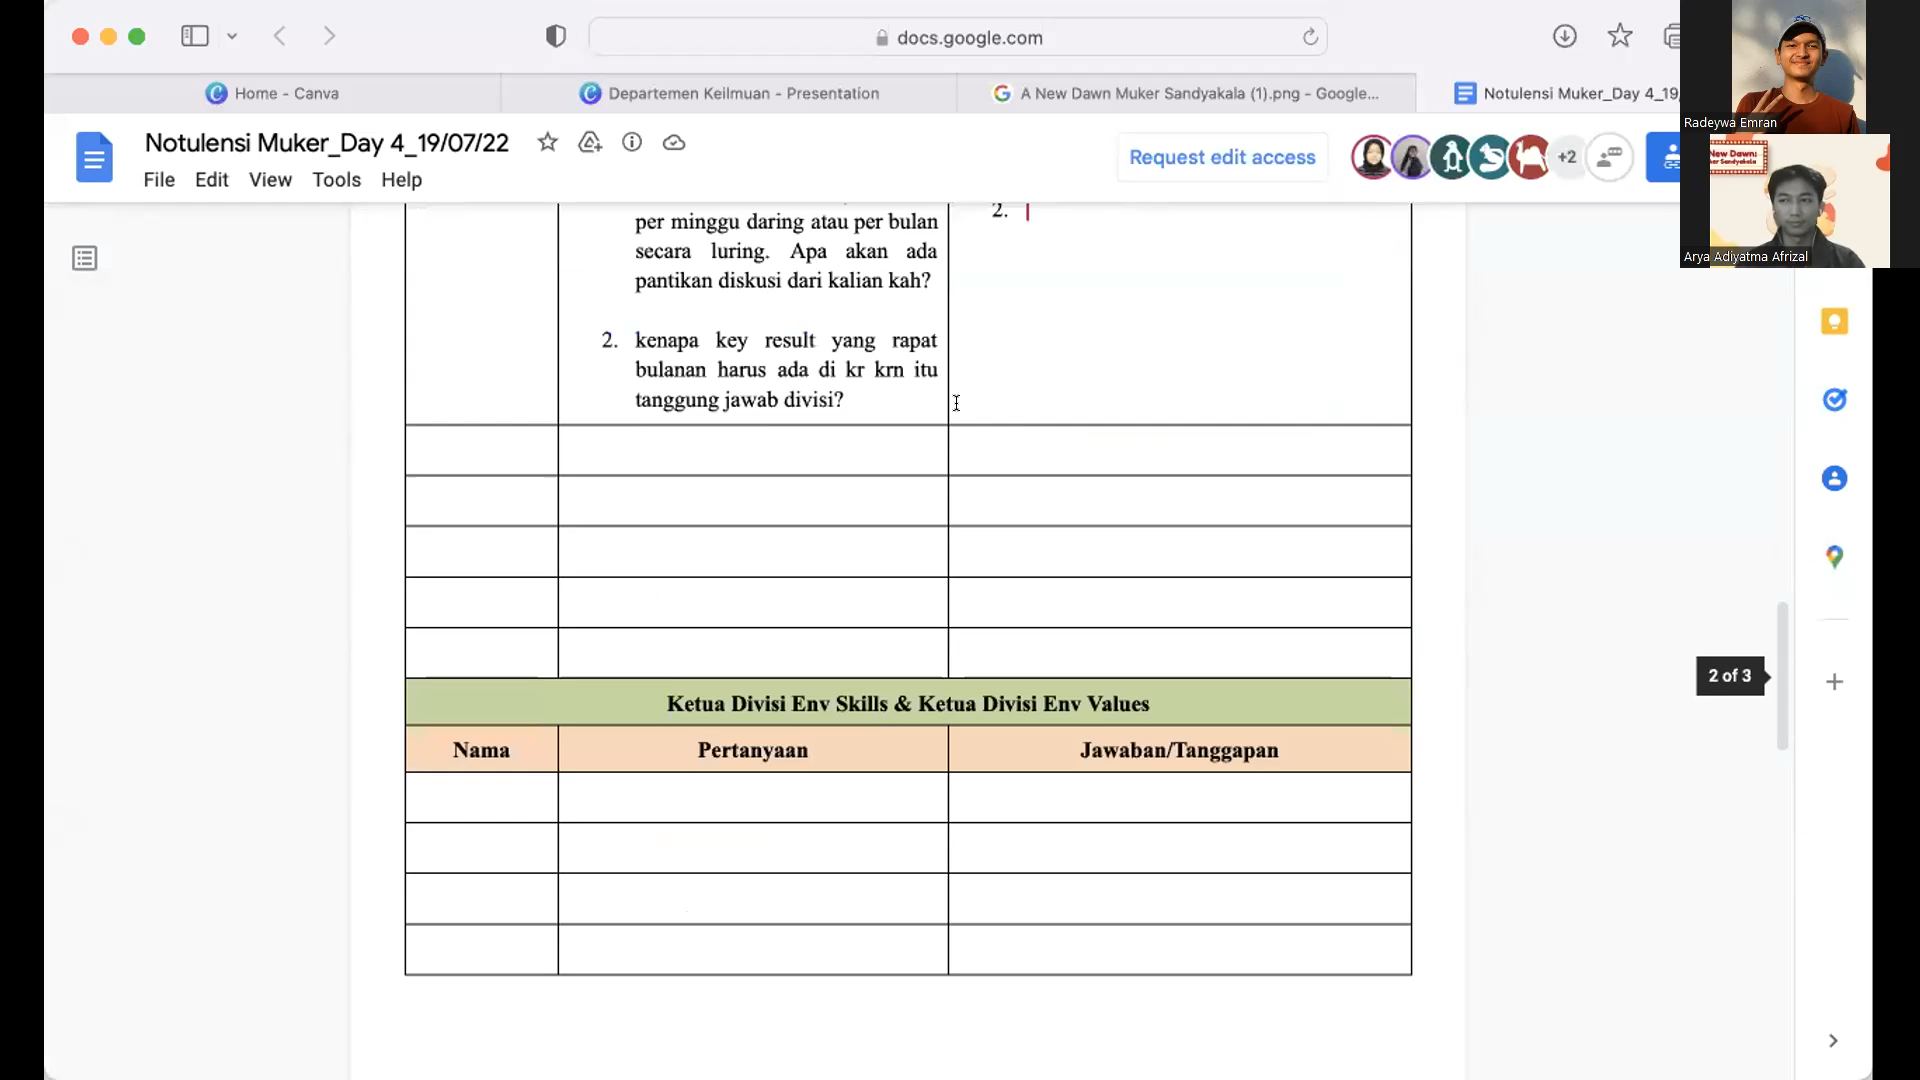 docs.google.com
Home - Canva
Departemen Keilmuan - Presentation
A New Dawn Muker Sandyakala (1).png - Google...
Notulensi Muker_Day 4_19
Radeywa Emran
Notulensi Muker_Day 4_19/07/22
File Edit View Tools Help
Request edit access
+2
New Dawn:
Arya Adiyatma Afrizal
per minggu daring atau per bulan
secara luring. Apa akan ada
pantikan diskusi dari kalian kah?
2.
2. kenapa key result yang rapat
bulanan harus ada di kr krn itu
tanggung jawab divisi?
2 of 3
Ketua Divisi Env Skills & Ketua Divisi Env Values
Nama Pertanyaan Jawaban/Tanggapan